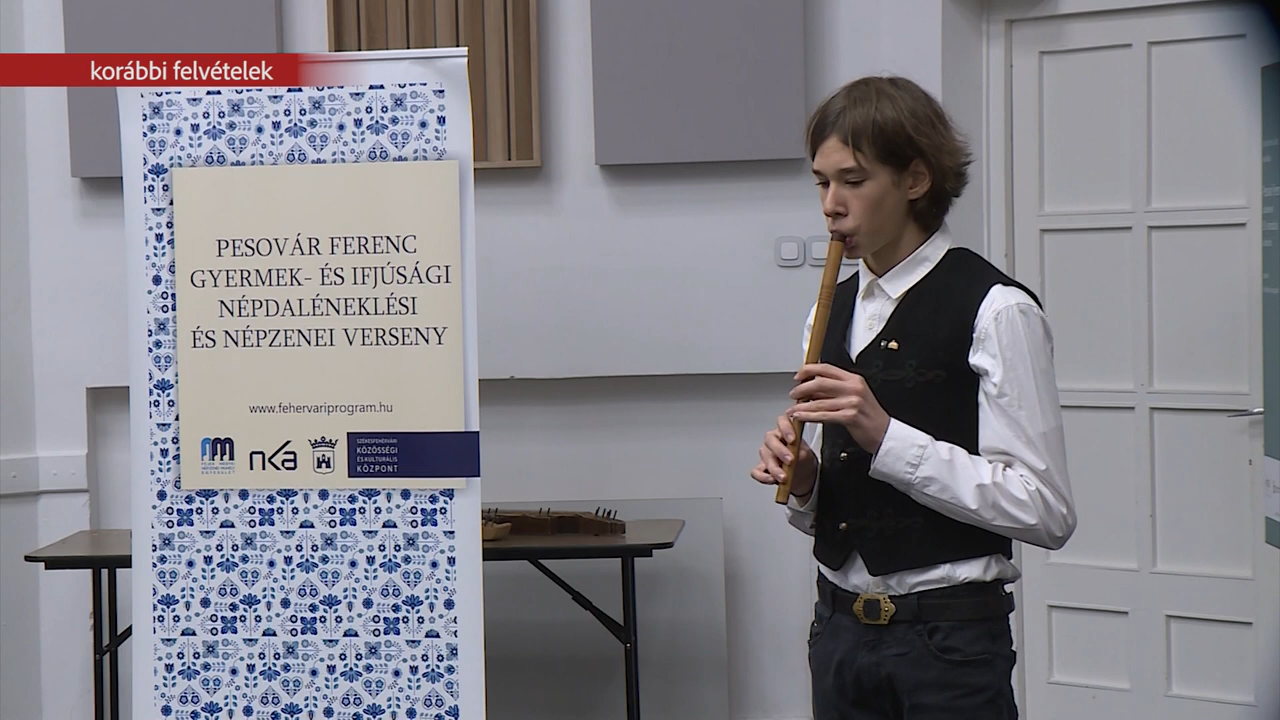 korábbi felvételek
PESOVÁR FERENC
GYERMEK- ÉS IFJÚSÁGI
NÉPDALÉNEKLÉSI
ÉS NÉPZENEI VERSENY
www.fehervariprogram.hu
nka
SZÉKESFEHÉRVÁRI
KÖZÖSSÉGI
ÉS KULTURÁLIS
KÖZPONT